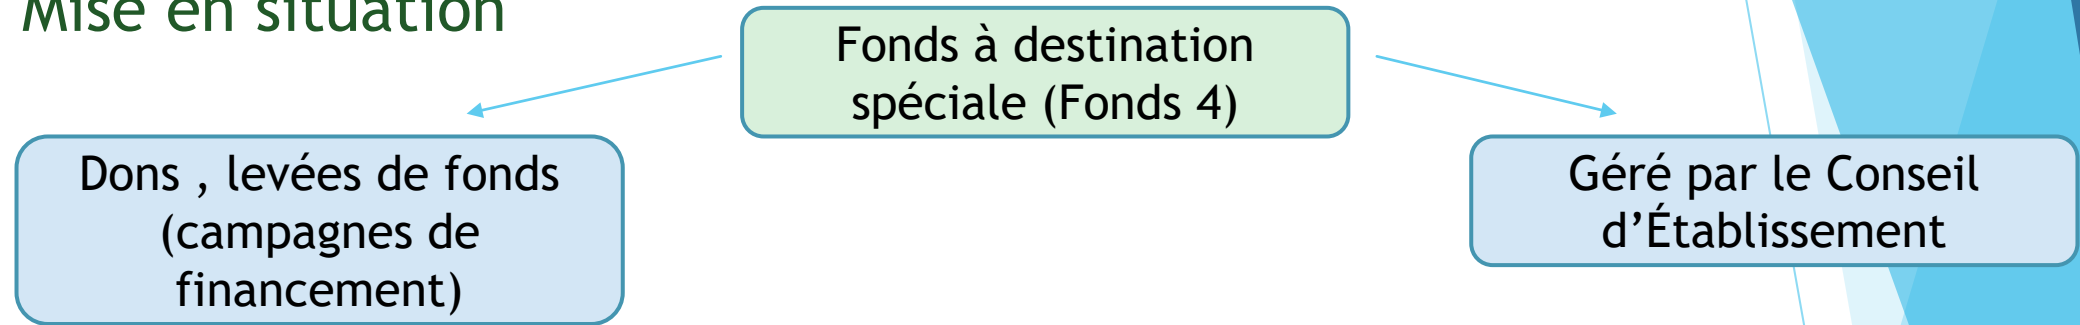 Mise en situation
Fonds à destination
spéciale (Fonds 4)
Dons , levées de fonds
(campagnes de
financement)
Géré par le Conseil
d’Établissement